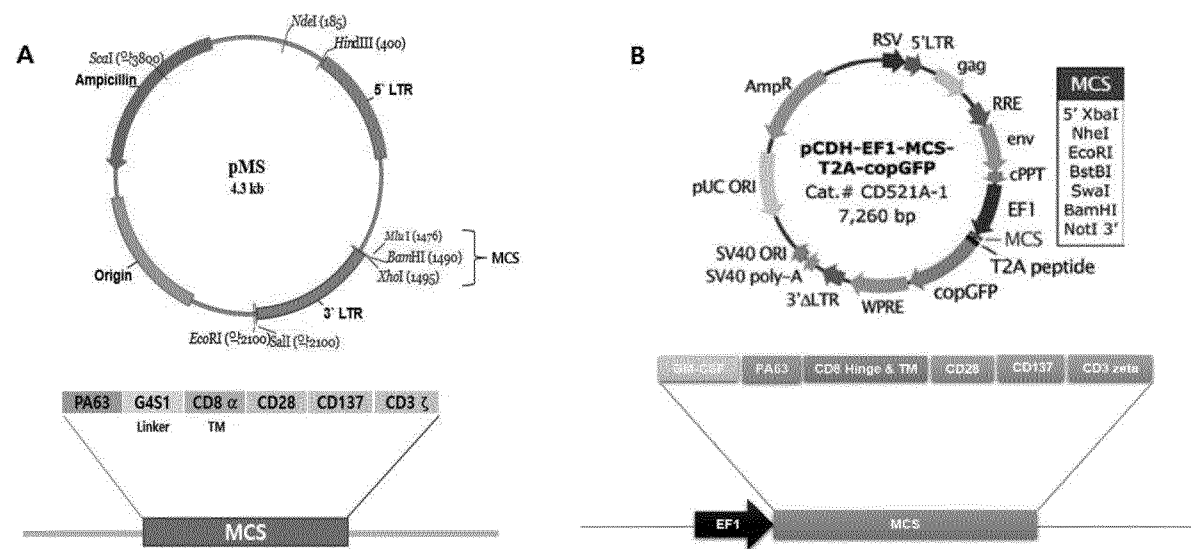 A
NdeI (185)
HindIII (400)
ScaI (약3800)
Ampicillin
5' LTR
pMS
4.3 kb
MluI (1476)
BamHI (1490)
XhoI (1495)
MCS
Origin
3' LTR
EcoRI (약2100)
SalI (약2100)
PA63 G4S1 CD8 α CD28 CD137 CD3 ζ
Linker TM
MCS
B
RSV
5'LTR
gag
AmpR
RRE
env
cPPT
pCDH-EF1-MCS-
T2A-copGFP
Cat.# CD521A-1
7,260 bp
pUC ORI
EF1
MCS
T2A peptide
SV40 ORI
SV40 poly-A
3'ΔLTR
WPRE
copGFP
MCS
5' XbaI
NheI
EcoRI
BstBI
SwaI
BamHI
NotI 3'
GM-CSF PA63 CD8 Hinge & TM CD28 CD137 CD3 zeta
EF1
MCS